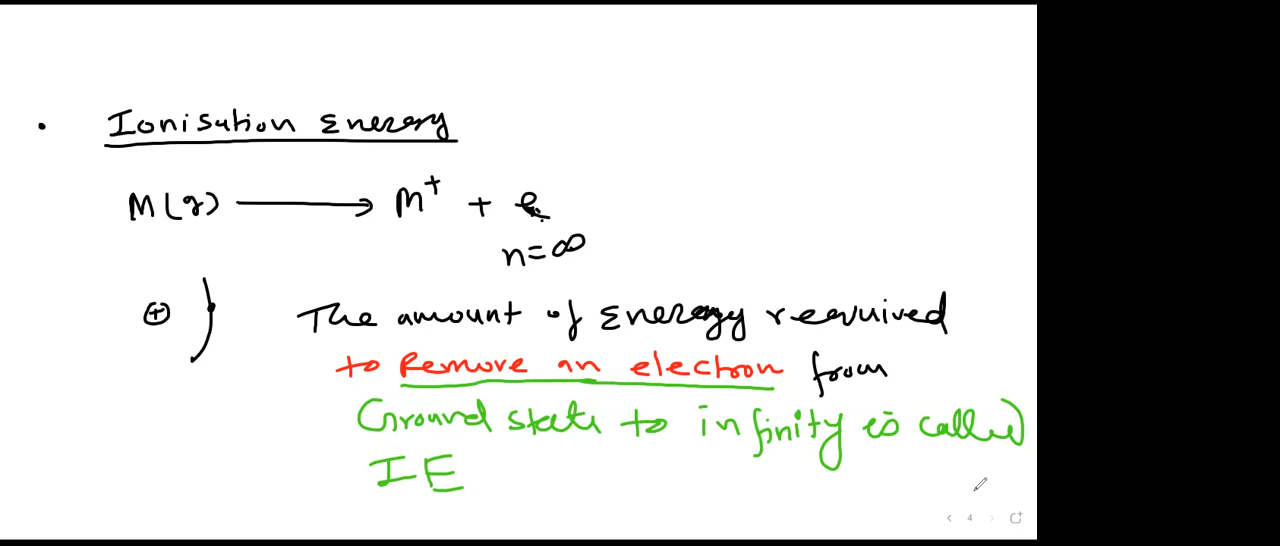 Ionisation Energy
M(g) ⟶ M⁺ + e
n=∞
⊕
The amount of Energy required
to Remove an electron from
Ground state to infinity is called
IE
4